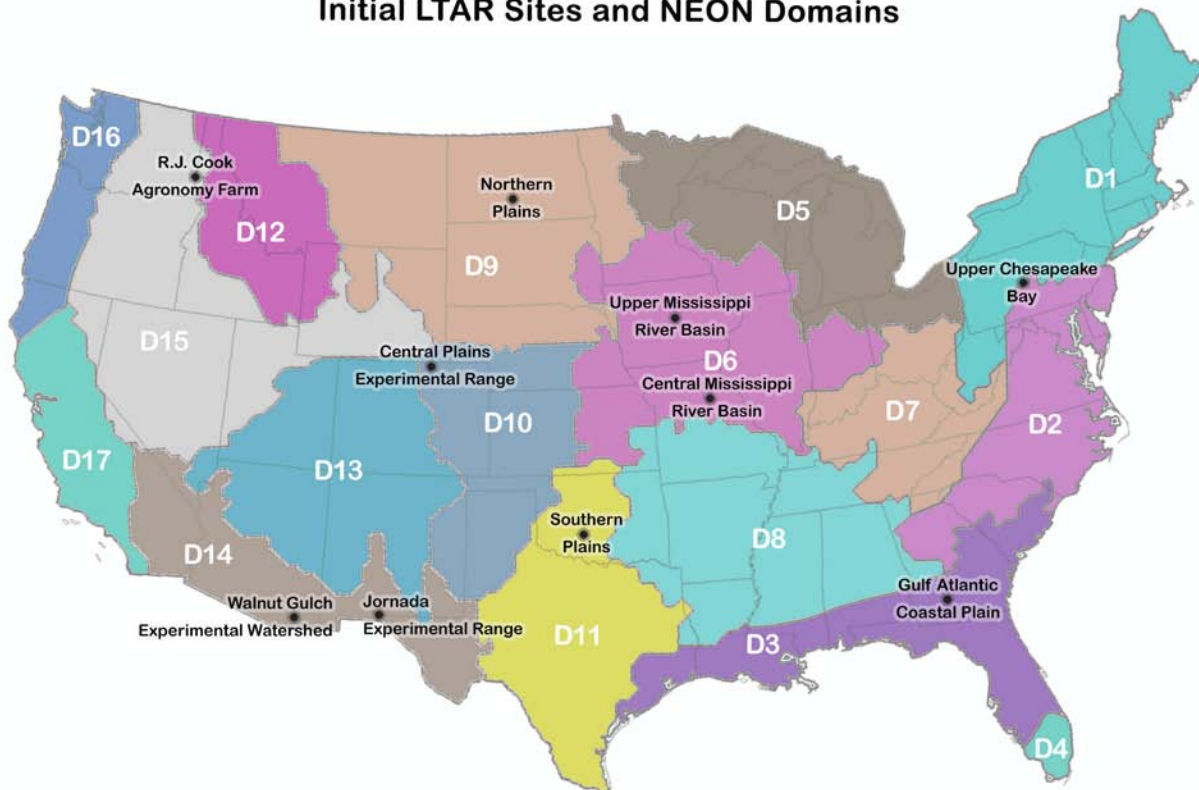 Initial LTAR Sites and NEON Domains
D16
R.J. Cook
Agronomy Farm
D12
Northern
Plains
D9
D5
D1
Upper Chesapeake
Bay
Upper Mississippi
River Basin
D15
Central Plains
Experimental Range
D6
Central Mississippi
River Basin
D10
D7
D2
D17
D13
Southern
Plains
D14
D8
Walnut Gulch
Experimental Watershed
Jornada
Experimental Range
Gulf Atlantic
Coastal Plain
D11
D3
D4